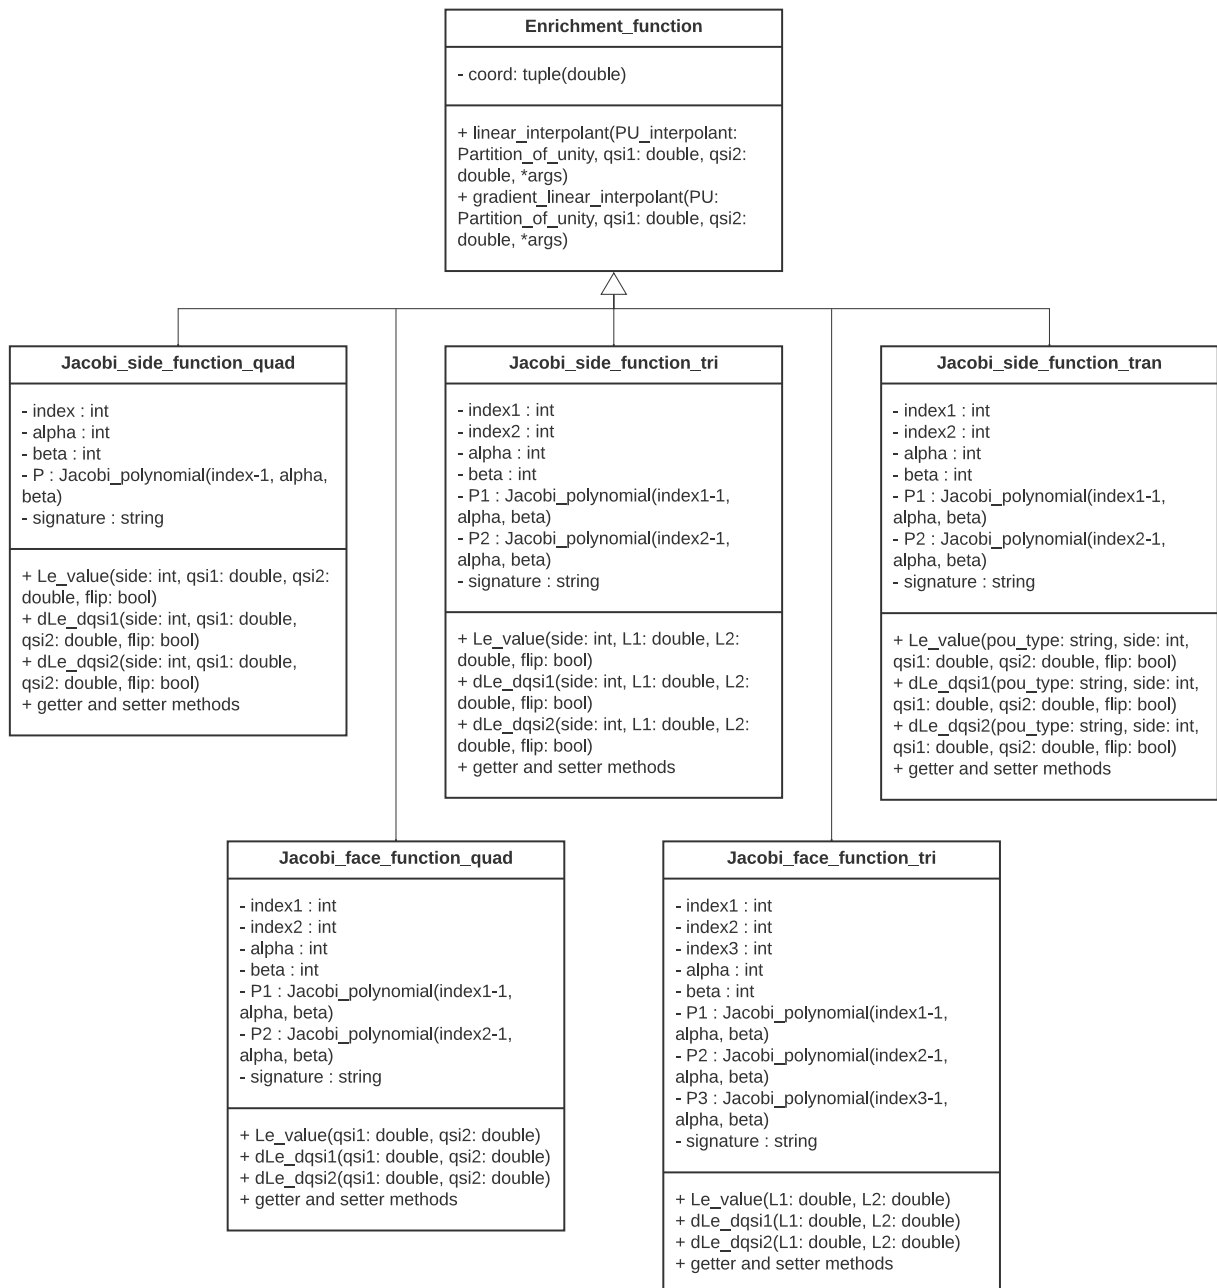 Enrichment_function
- coord: tuple(double)
+ linear_interpolant(PU_interpolant:
Partition_of_unity, qsi1: double, qsi2:
double, *args)
+ gradient_linear_interpolant(PU:
Partition_of_unity, qsi1: double, qsi2:
double, *args)
Jacobi_side_function_quad
- index : int
- alpha : int
- beta : int
- P : Jacobi_polynomial(index-1, alpha,
beta)
- signature : string
+ Le_value(side: int, qsi1: double, qsi2:
double, flip: bool)
+ dLe_dqsi1(side: int, qsi1: double,
qsi2: double, flip: bool)
+ dLe_dqsi2(side: int, qsi1: double,
qsi2: double, flip: bool)
+ getter and setter methods
Jacobi_side_function_tri
- index1 : int
- index2 : int
- alpha : int
- beta : int
- P1 : Jacobi_polynomial(index1-1,
alpha, beta)
- P2 : Jacobi_polynomial(index2-1,
alpha, beta)
- signature : string
+ Le_value(side: int, L1: double, L2:
double, flip: bool)
+ dLe_dqsi1(side: int, L1: double, L2:
double, flip: bool)
+ dLe_dqsi2(side: int, L1: double, L2:
double, flip: bool)
+ getter and setter methods
Jacobi_side_function_tran
- index1 : int
- index2 : int
- alpha : int
- beta : int
- P1 : Jacobi_polynomial(index1-1,
alpha, beta)
- P2 : Jacobi_polynomial(index2-1,
alpha, beta)
- signature : string
+ Le_value(pou_type: string, side: int,
qsi1: double, qsi2: double, flip: bool)
+ dLe_dqsi1(pou_type: string, side: int,
qsi1: double, qsi2: double, flip: bool)
+ dLe_dqsi2(pou_type: string, side: int,
qsi1: double, qsi2: double, flip: bool)
+ getter and setter methods
Jacobi_face_function_quad
- index1 : int
- index2 : int
- alpha : int
- beta : int
- P1 : Jacobi_polynomial(index1-1,
alpha, beta)
- P2 : Jacobi_polynomial(index2-1,
alpha, beta)
- signature : string
+ Le_value(qsi1: double, qsi2: double)
+ dLe_dqsi1(qsi1: double, qsi2: double)
+ dLe_dqsi2(qsi1: double, qsi2: double)
+ getter and setter methods
Jacobi_face_function_tri
- index1 : int
- index2 : int
- index3 : int
- alpha : int
- beta : int
- P1 : Jacobi_polynomial(index1-1,
alpha, beta)
- P2 : Jacobi_polynomial(index2-1,
alpha, beta)
- P3 : Jacobi_polynomial(index3-1,
alpha, beta)
- signature : string
+ Le_value(L1: double, L2: double)
+ dLe_dqsi1(L1: double, L2: double)
+ dLe_dqsi2(L1: double, L2: double)
+ getter and setter methods